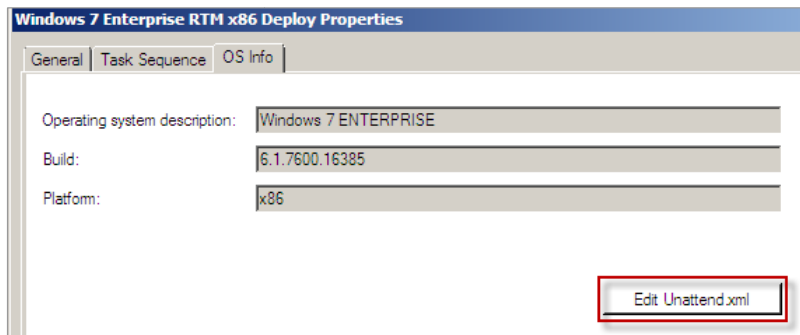 Windows 7 Enterprise RTM x86 Deploy Properties
General Task Sequence OS Info
Operating system description: Windows 7 ENTERPRISE
Build: 6.1.7600.16385
Platform: x86
Edit Unattend.xml